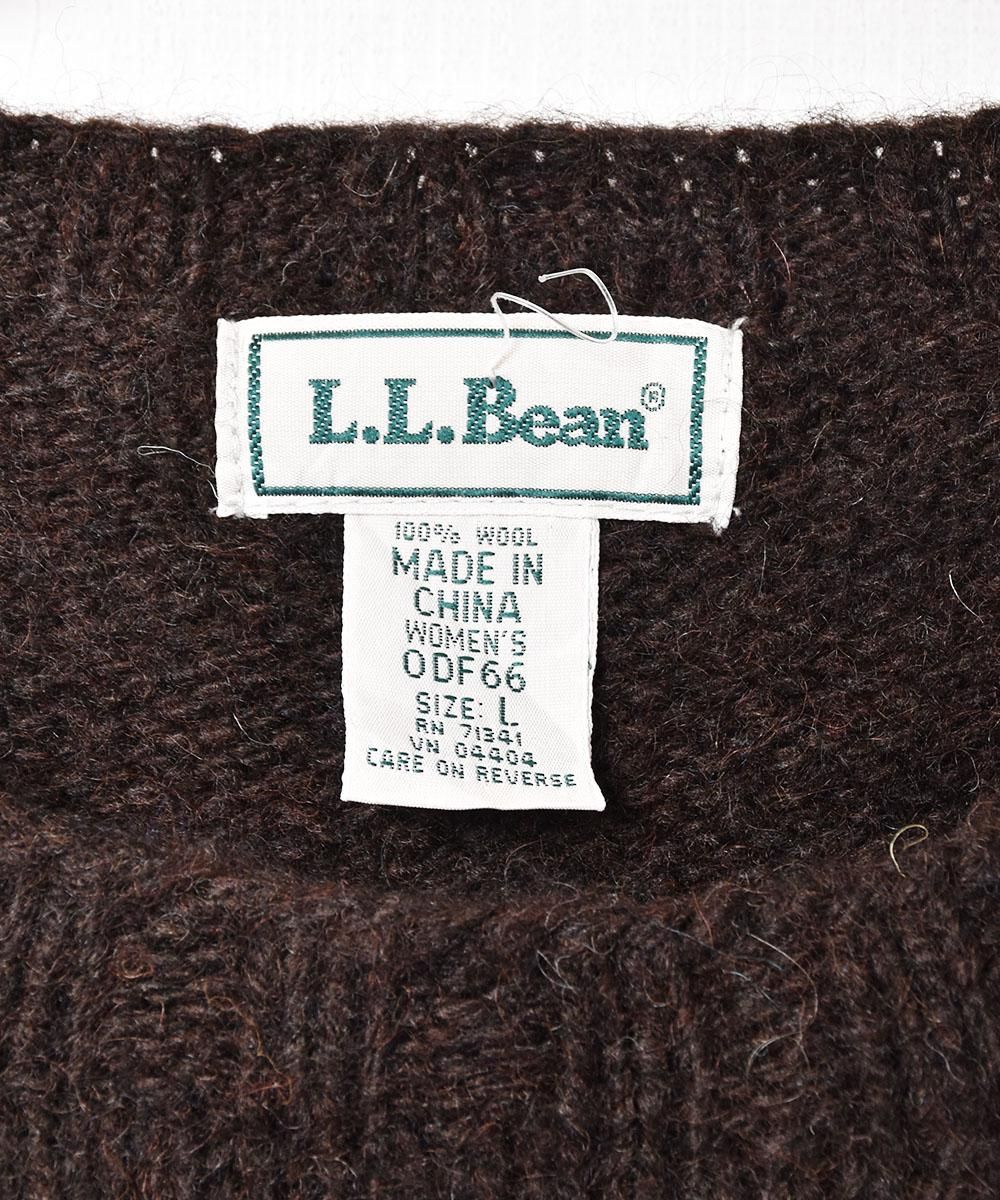 L.L.Bean®
100% WOOL
MADE IN
CHINA
WOMEN'S
0DF66
SIZE: L
RN 71341
VN 04404
CARE ON REVERSE